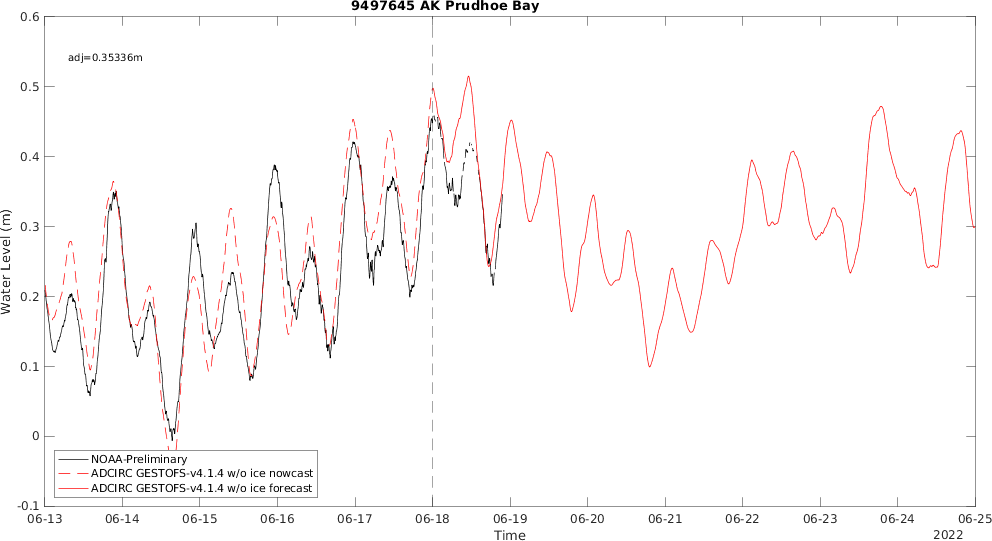 9497645 AK Prudhoe Bay
0.6
adj=0.35336m
0.5
0.4
0.3
0.2
0.1
0
-0.1
Water Level (m)
NOAA-Preliminary
ADCIRC GESTOFS-v4.1.4 w/o ice nowcast
ADCIRC GESTOFS-v4.1.4 w/o ice forecast
06-13 06-14 06-15 06-16 06-17 06-18 06-19 06-20 06-21 06-22 06-23 06-24 06-25
Time
2022